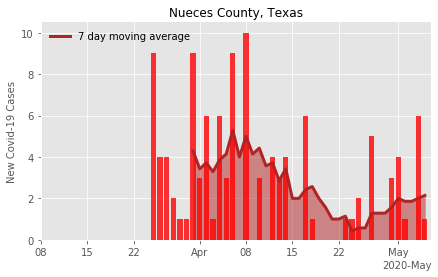 Nueces County, Texas
7 day moving average
New Covid-19 Cases
10
8
6
4
2
0
08 15 22 Apr 08 15 22 May
2020-May